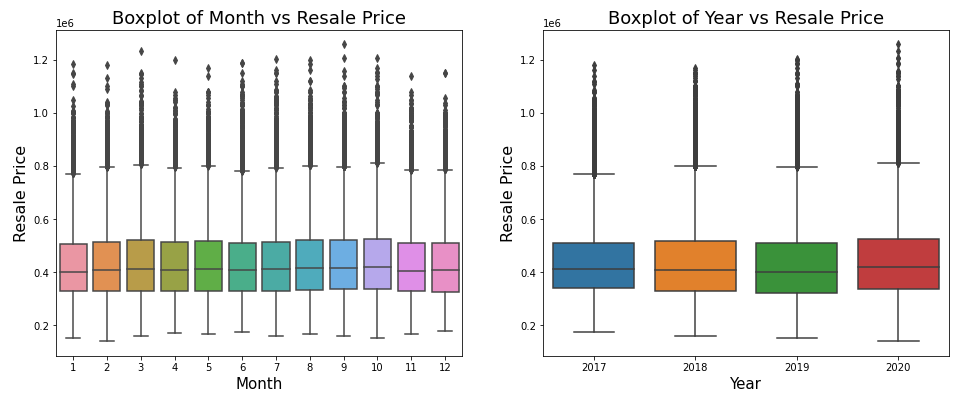 Boxplot of Month vs Resale Price
1e6
1.2
1.0
0.8
0.6
0.4
0.2
Resale Price
1 2 3 4 5 6 7 8 9 10 11 12
Month
Boxplot of Year vs Resale Price
1e6
1.2
1.0
0.8
0.6
0.4
0.2
Resale Price
2017 2018 2019 2020
Year